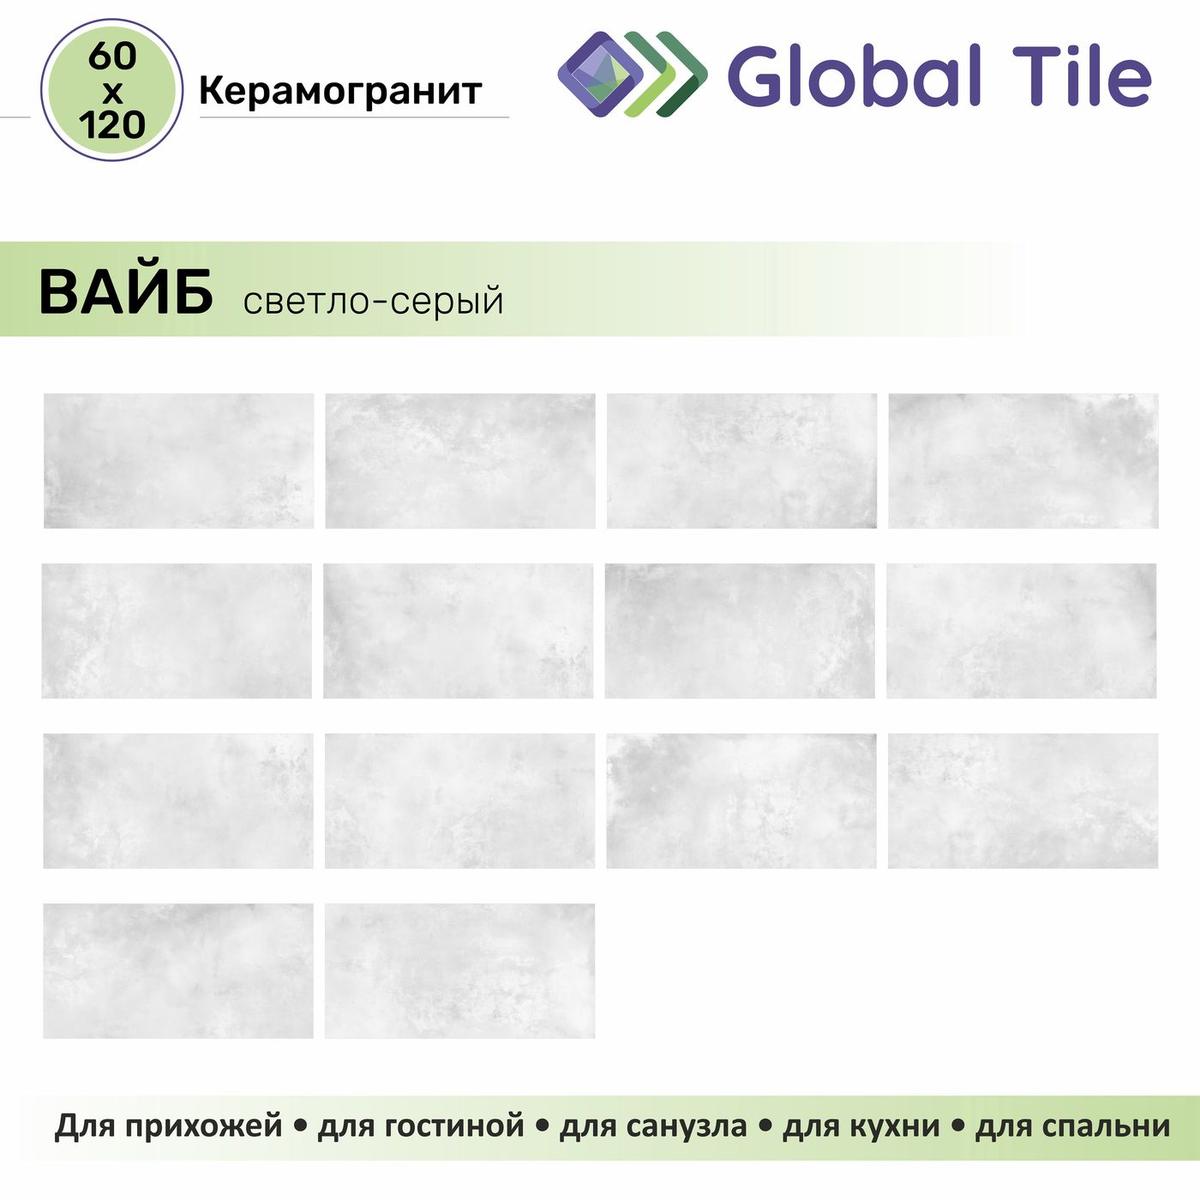 60
x
120
Керамогранит
Global Tile
ВАЙБ светло-серый
Для прихожей • для гостиной • для санузла • для кухни • для спальни